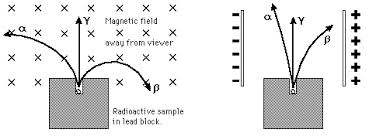 Magnetic field
away from viewer
α
γ
β
Radioactive sample
in lead block.
α
γ
β